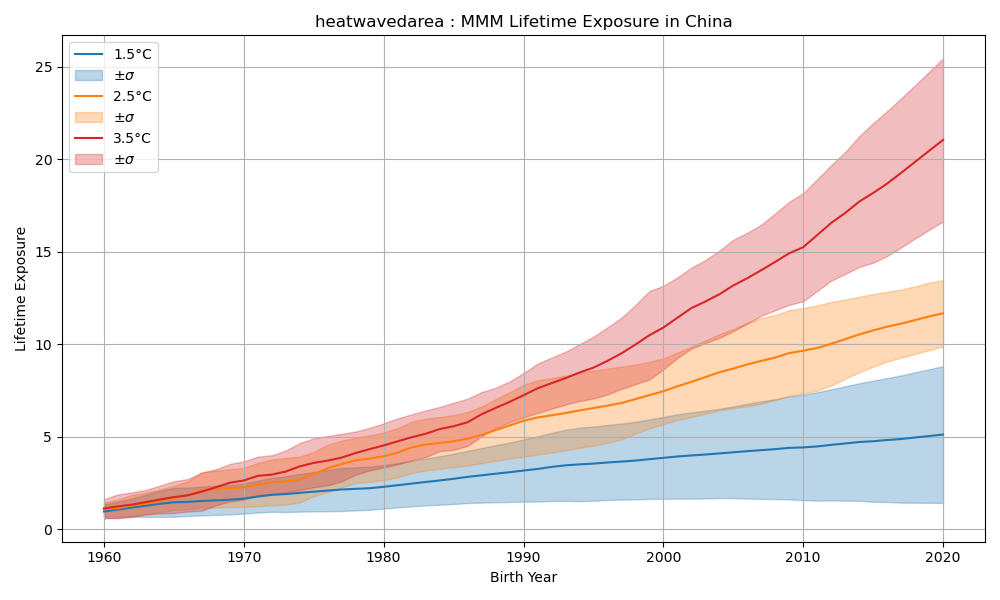 heatwavedarea : MMM Lifetime Exposure in China
1.5°C
±σ
2.5°C
±σ
3.5°C
±σ
Lifetime Exposure
25
20
15
10
5
0
1960 1970 1980 1990 2000 2010 2020
Birth Year